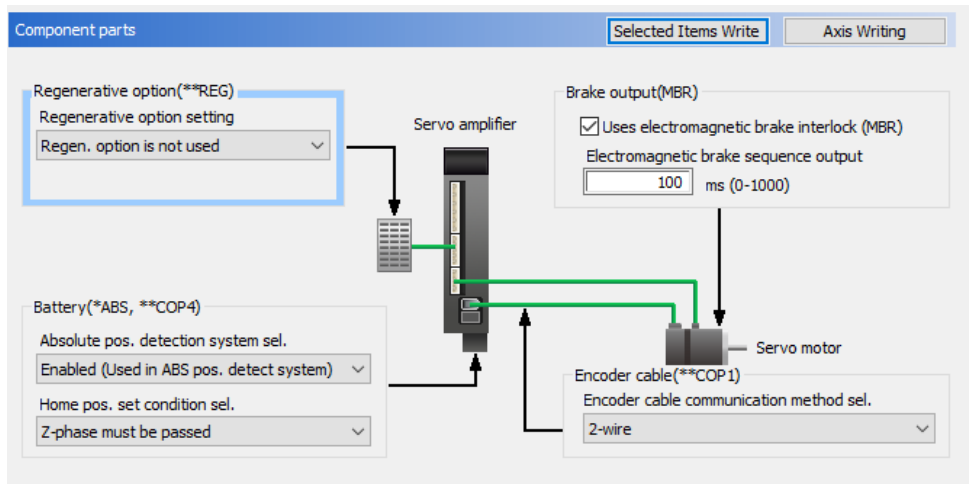 Component parts
Selected Items Write
Axis Writing
Regenerative option(**REG)
Regenerative option setting
Regen. option is not used
Servo amplifier
Brake output(MBR)
Uses electromagnetic brake interlock (MBR)
Electromagnetic brake sequence output
100 ms (0-1000)
Battery(*ABS, **COP4)
Absolute pos. detection system sel.
Enabled (Used in ABS pos. detect system)
Home pos. set condition sel.
Z-phase must be passed
Servo motor
Encoder cable(**COP1)
Encoder cable communication method sel.
2-wire